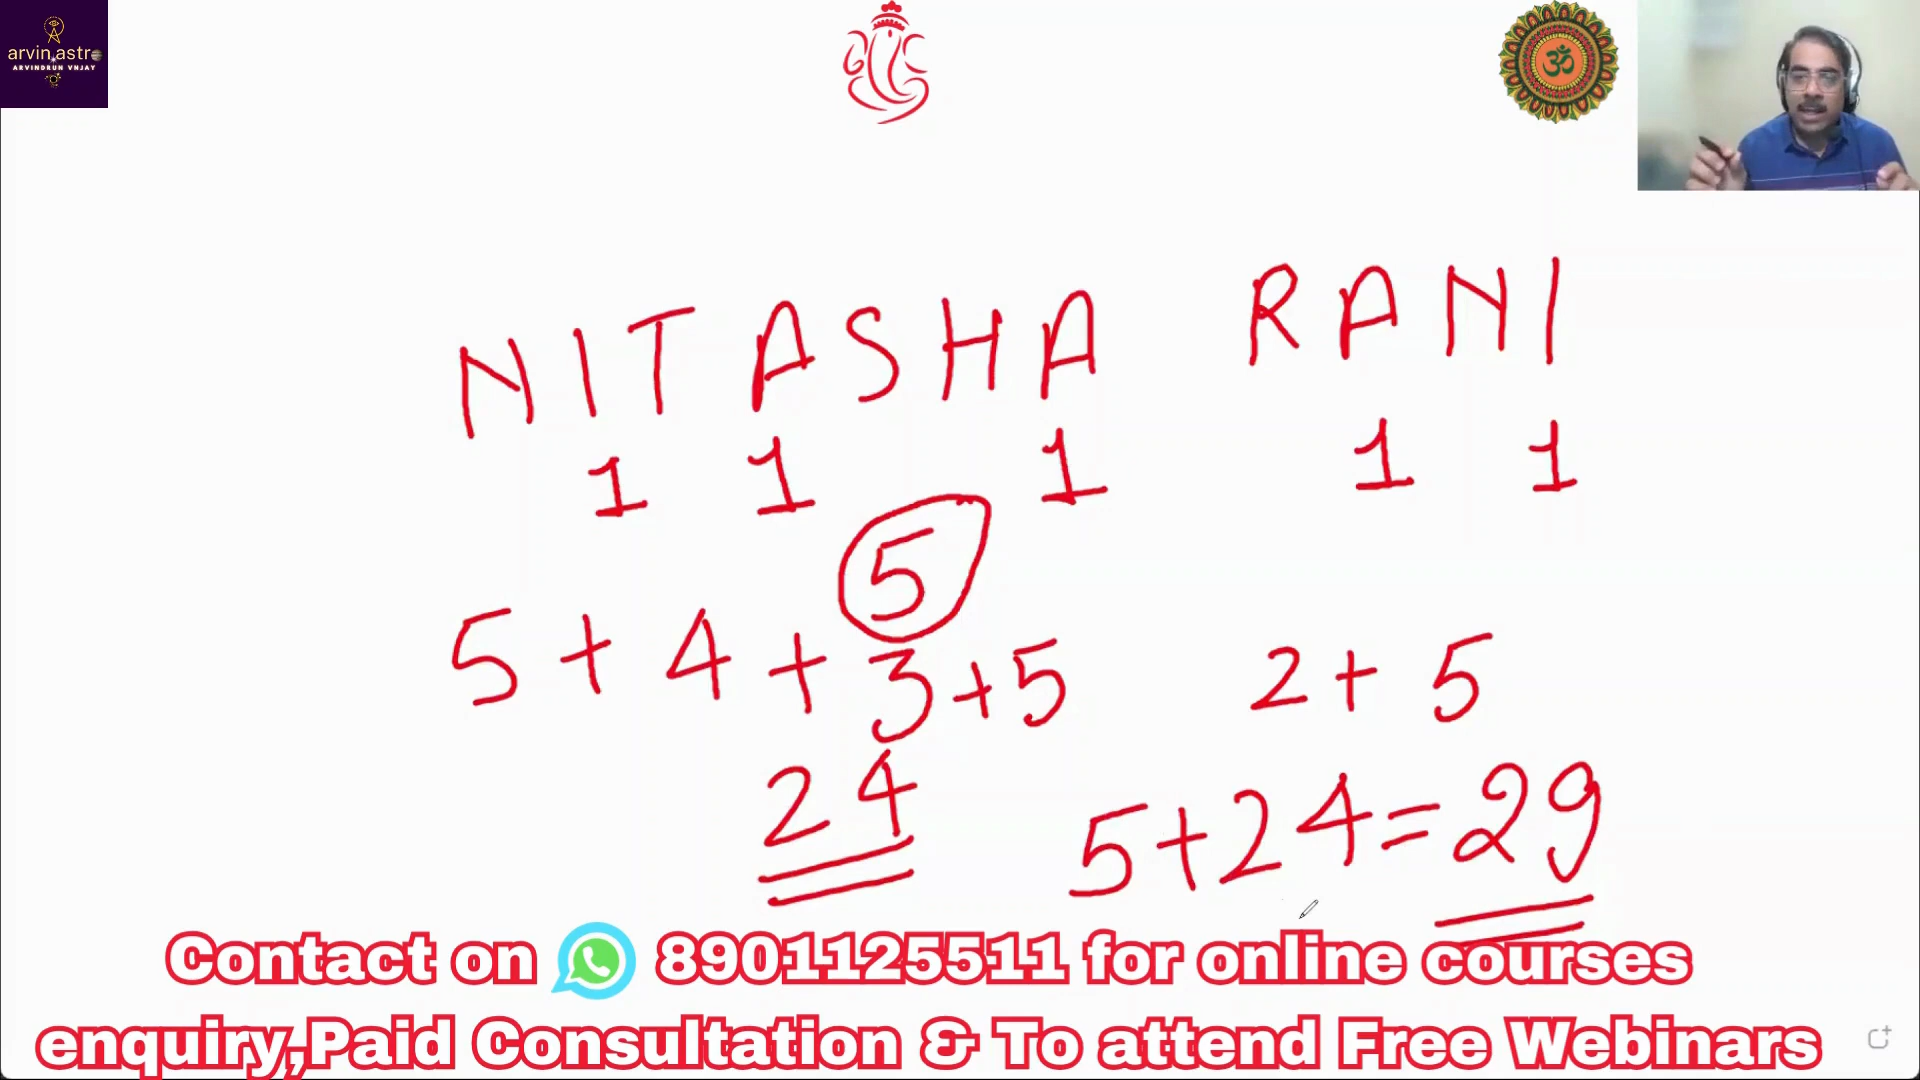 arvin astro
ARVINDRUN VNJAY
ॐ
NITASHA RANI
1 1 1 1 1
5
5 + 4 + 3 + 5 2 + 5
24 5 + 24 = 29
Contact on 8901125511 for online courses
enquiry,Paid Consultation & To attend Free Webinars